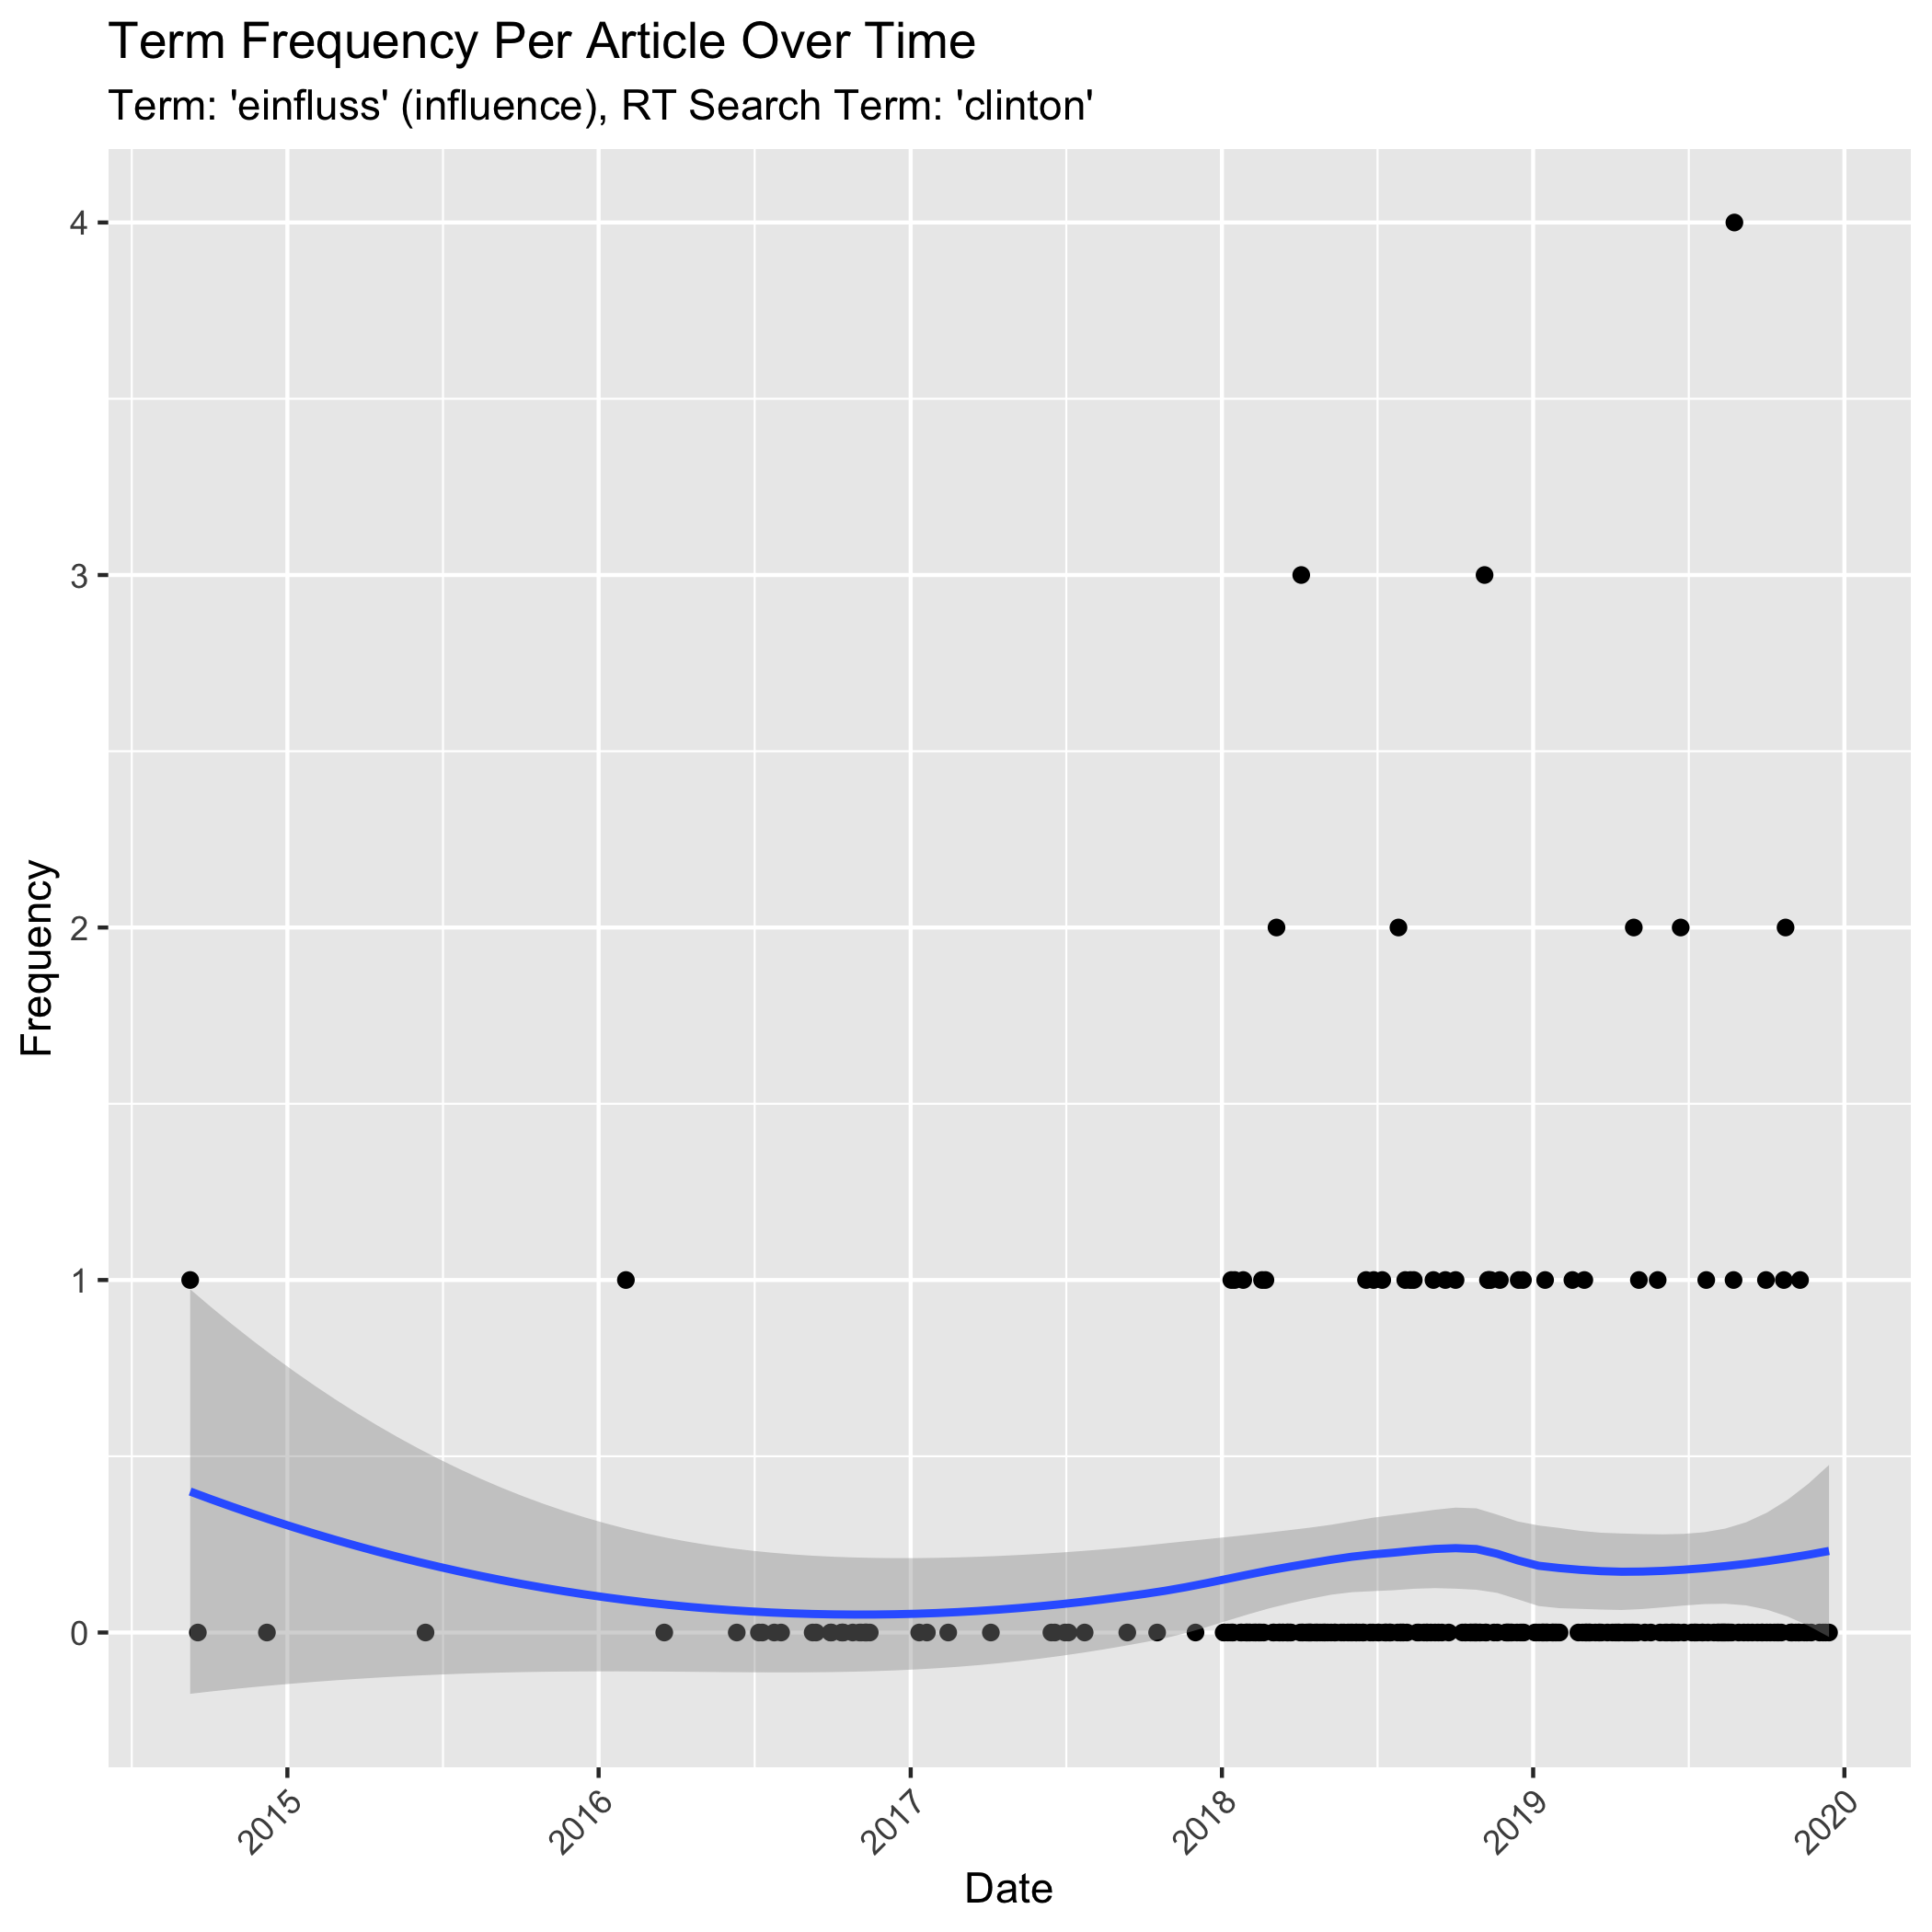 Term Frequency Per Article Over Time
Term: 'einfluss' (influence), RT Search Term: 'clinton'
4
3
2
1
0
Frequency
2015
2016
2017
2018
2019
2020
Date